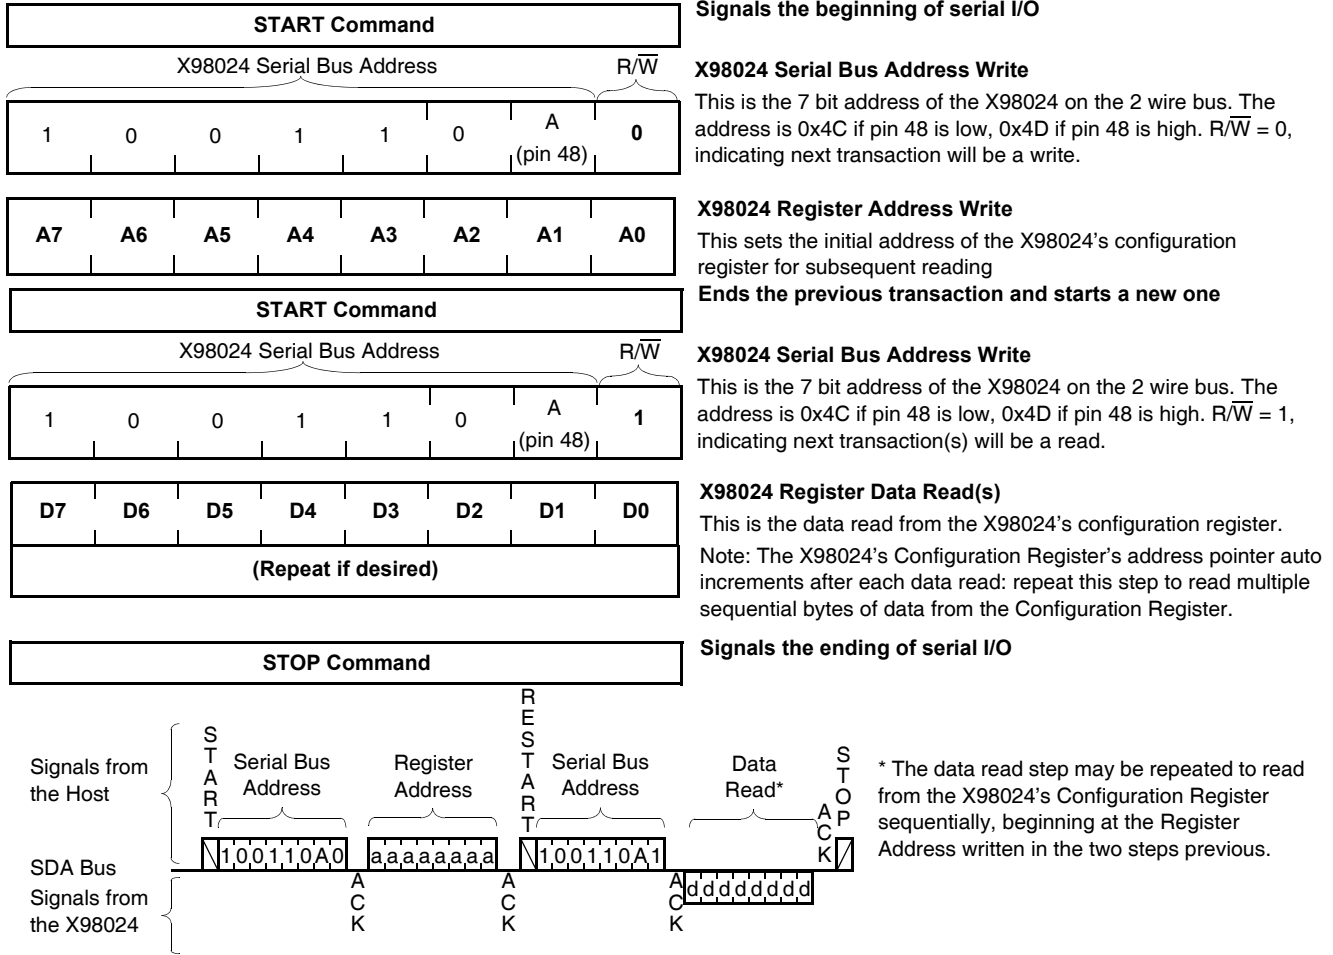 START Command
Signals the beginning of serial I/O
X98024 Serial Bus Address
R/W̅
1 0 0 1 1 0 A (pin 48) 0
X98024 Serial Bus Address Write
This is the 7 bit address of the X98024 on the 2 wire bus. The
address is 0x4C if pin 48 is low, 0x4D if pin 48 is high. R/W̅ = 0,
indicating next transaction will be a write.
A7 A6 A5 A4 A3 A2 A1 A0
X98024 Register Address Write
This sets the initial address of the X98024's configuration
register for subsequent reading
START Command
Ends the previous transaction and starts a new one
X98024 Serial Bus Address
R/W̅
1 0 0 1 1 0 A (pin 48) 1
X98024 Serial Bus Address Write
This is the 7 bit address of the X98024 on the 2 wire bus. The
address is 0x4C if pin 48 is low, 0x4D if pin 48 is high. R/W̅ = 1,
indicating next transaction(s) will be a read.
D7 D6 D5 D4 D3 D2 D1 D0
(Repeat if desired)
X98024 Register Data Read(s)
This is the data read from the X98024's configuration register.
Note: The X98024's Configuration Register's address pointer auto
increments after each data read: repeat this step to read multiple
sequential bytes of data from the Configuration Register.
STOP Command
Signals the ending of serial I/O
Signals from
the Host
START
Serial Bus
Address
Register
Address
RESTART
Serial Bus
Address
Data
Read*
ACK
STOP
1 0 0 1 1 0 A 0
a a a a a a a a
1 0 0 1 1 0 A 1
SDA Bus
Signals from
the X98024
ACK
ACK
ACK
d d d d d d d d
* The data read step may be repeated to read
from the X98024's Configuration Register
sequentially, beginning at the Register
Address written in the two steps previous.